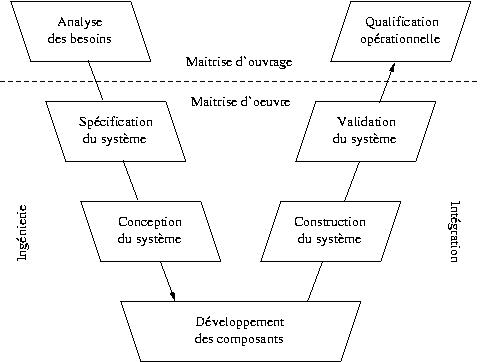 Analyse
des besoins
Qualification
opérationnelle
Maitrise d'ouvrage
Maitrise d'oeuvre
Spécification
du système
Validation
du système
Ingénierie
Conception
du système
Construction
du système
Intégration
Développement
des composants